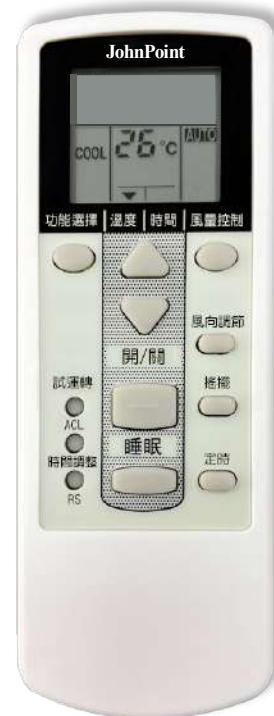 JohnPoint
COOL 26°C AUTO
功能選擇 溫度 時間 風量控制
風向調節
開/關
試運轉
搖擺
ACL
睡眠
時間調整
定時
RS